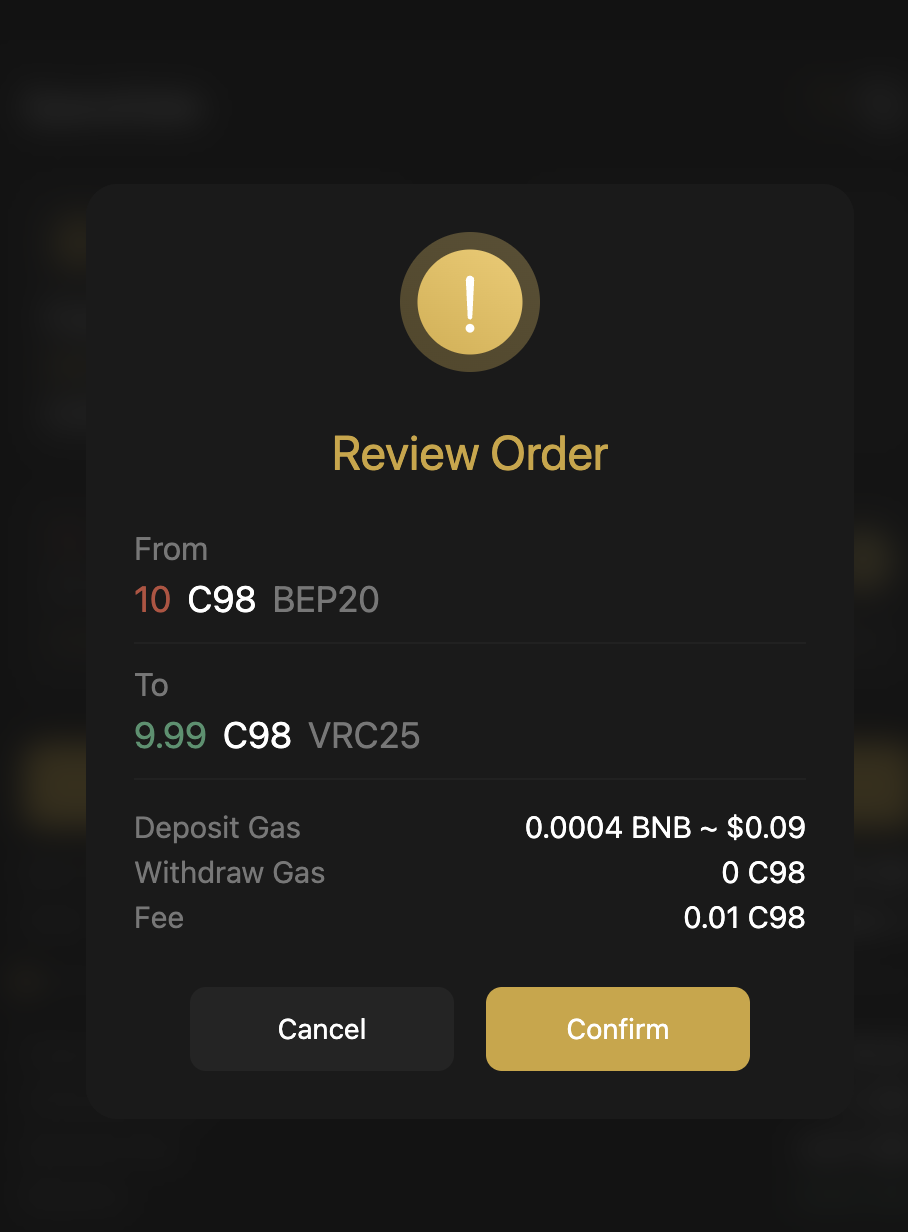 Review Order
From
10 C98 BEP20
To
9.99 C98 VRC25
Deposit Gas 0.0004 BNB ~ $0.09
Withdraw Gas 0 C98
Fee 0.01 C98
Cancel Confirm